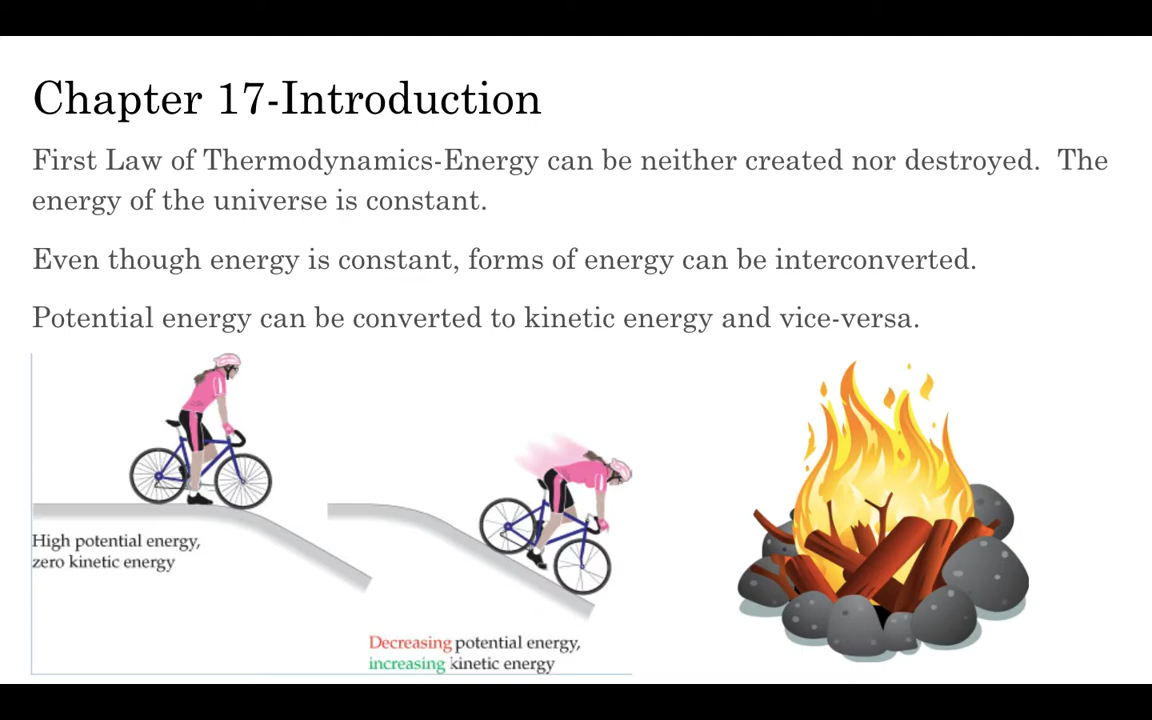 Chapter 17-Introduction
First Law of Thermodynamics-Energy can be neither created nor destroyed.  The
energy of the universe is constant.
Even though energy is constant, forms of energy can be interconverted.
Potential energy can be converted to kinetic energy and vice-versa.
High potential energy,
zero kinetic energy
Decreasing potential energy,
increasing kinetic energy